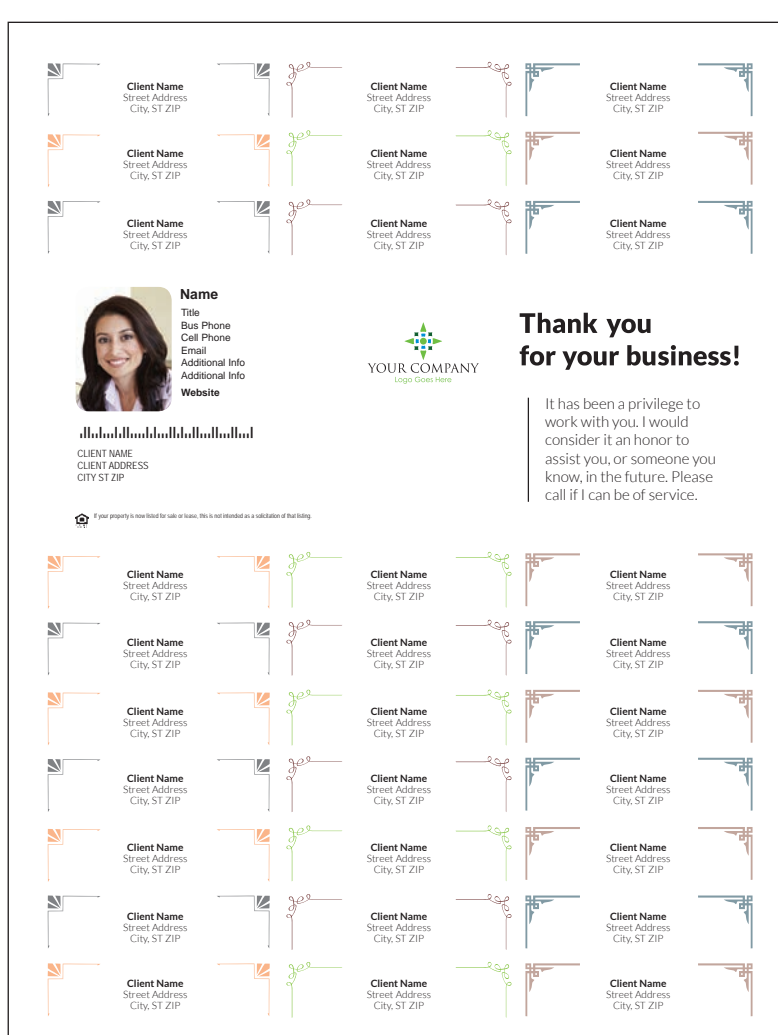 Client Name Client Name Client Name
Street Address Street Address Street Address
City, ST ZIP City, ST ZIP City, ST ZIP
Client Name Client Name Client Name
Street Address Street Address Street Address
City, ST ZIP City, ST ZIP City, ST ZIP
Client Name Client Name Client Name
Street Address Street Address Street Address
City, ST ZIP City, ST ZIP City, ST ZIP
Name
Title
Bus Phone
Cell Phone
Email
Additional Info
Additional Info
Website
CLIENT NAME
CLIENT ADDRESS
CITY ST ZIP
If your property is now listed for sale or lease, this is not intended as a solicitation of that listing.
YOUR COMPANY
Logo Goes Here
Thank you
for your business!
It has been a privilege to
work with you. I would
consider it an honor to
assist you, or someone you
know, in the future. Please
call if I can be of service.
Client Name Client Name Client Name
Street Address Street Address Street Address
City, ST ZIP City, ST ZIP City, ST ZIP
Client Name Client Name Client Name
Street Address Street Address Street Address
City, ST ZIP City, ST ZIP City, ST ZIP
Client Name Client Name Client Name
Street Address Street Address Street Address
City, ST ZIP City, ST ZIP City, ST ZIP
Client Name Client Name Client Name
Street Address Street Address Street Address
City, ST ZIP City, ST ZIP City, ST ZIP
Client Name Client Name Client Name
Street Address Street Address Street Address
City, ST ZIP City, ST ZIP City, ST ZIP
Client Name Client Name Client Name
Street Address Street Address Street Address
City, ST ZIP City, ST ZIP City, ST ZIP
Client Name Client Name Client Name
Street Address Street Address Street Address
City, ST ZIP City, ST ZIP City, ST ZIP